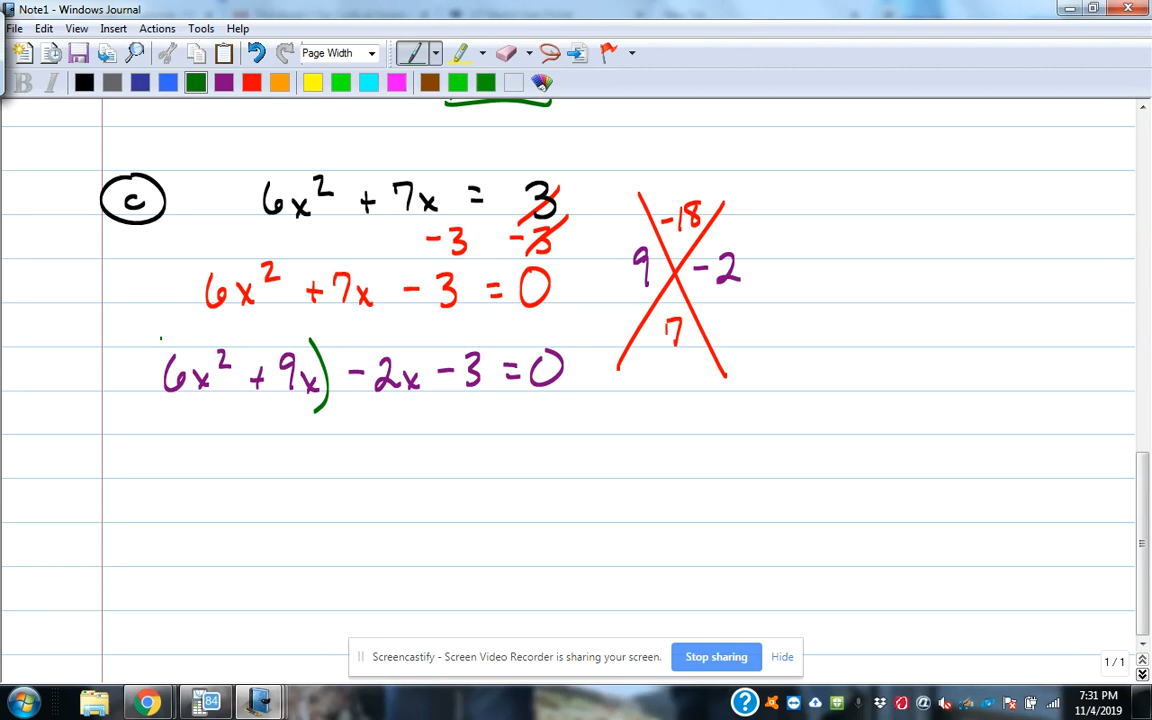 Note1 - Windows Journal
File Edit View Insert Actions Tools Help
Page Width
B I
c 6x² + 7x = 3
-3 -3
6x² + 7x - 3 = 0
6x² + 9x) - 2x - 3 = 0
-18
9 -2
7
Screencastify - Screen Video Recorder is sharing your screen. Stop sharing Hide
1 / 1
84
7:31 PM
11/4/2019